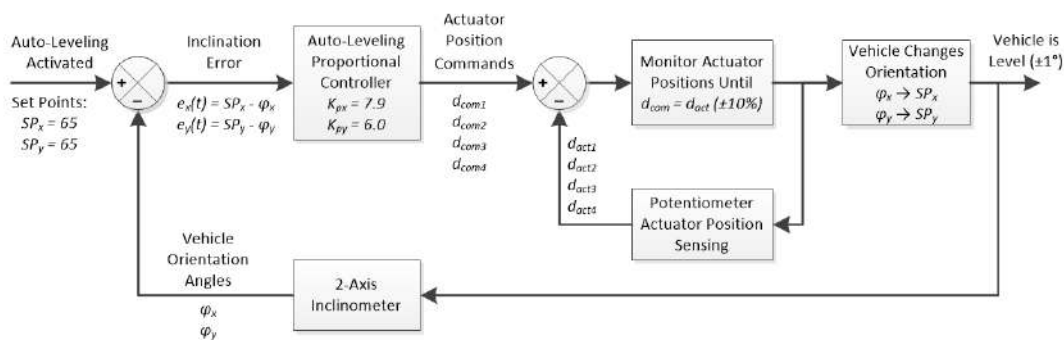 Auto-Leveling
Activated
Set Points:
SPx = 65
SPy = 65
+
−
Inclination
Error
ex(t) = SPx - φx
ey(t) = SPy - φy
Auto-Leveling
Proportional
Controller
Kpx = 7.9
Kpy = 6.0
Actuator
Position
Commands
dcom1
dcom2
dcom3
dcom4
+
−
Monitor Actuator
Positions Until
dcom = dact (±10%)
Vehicle Changes
Orientation
φx → SPx
φy → SPy
Vehicle is
Level (±1°)
dact1
dact2
dact3
dact4
Potentiometer
Actuator Position
Sensing
Vehicle
Orientation
Angles
φx
φy
2-Axis
Inclinometer